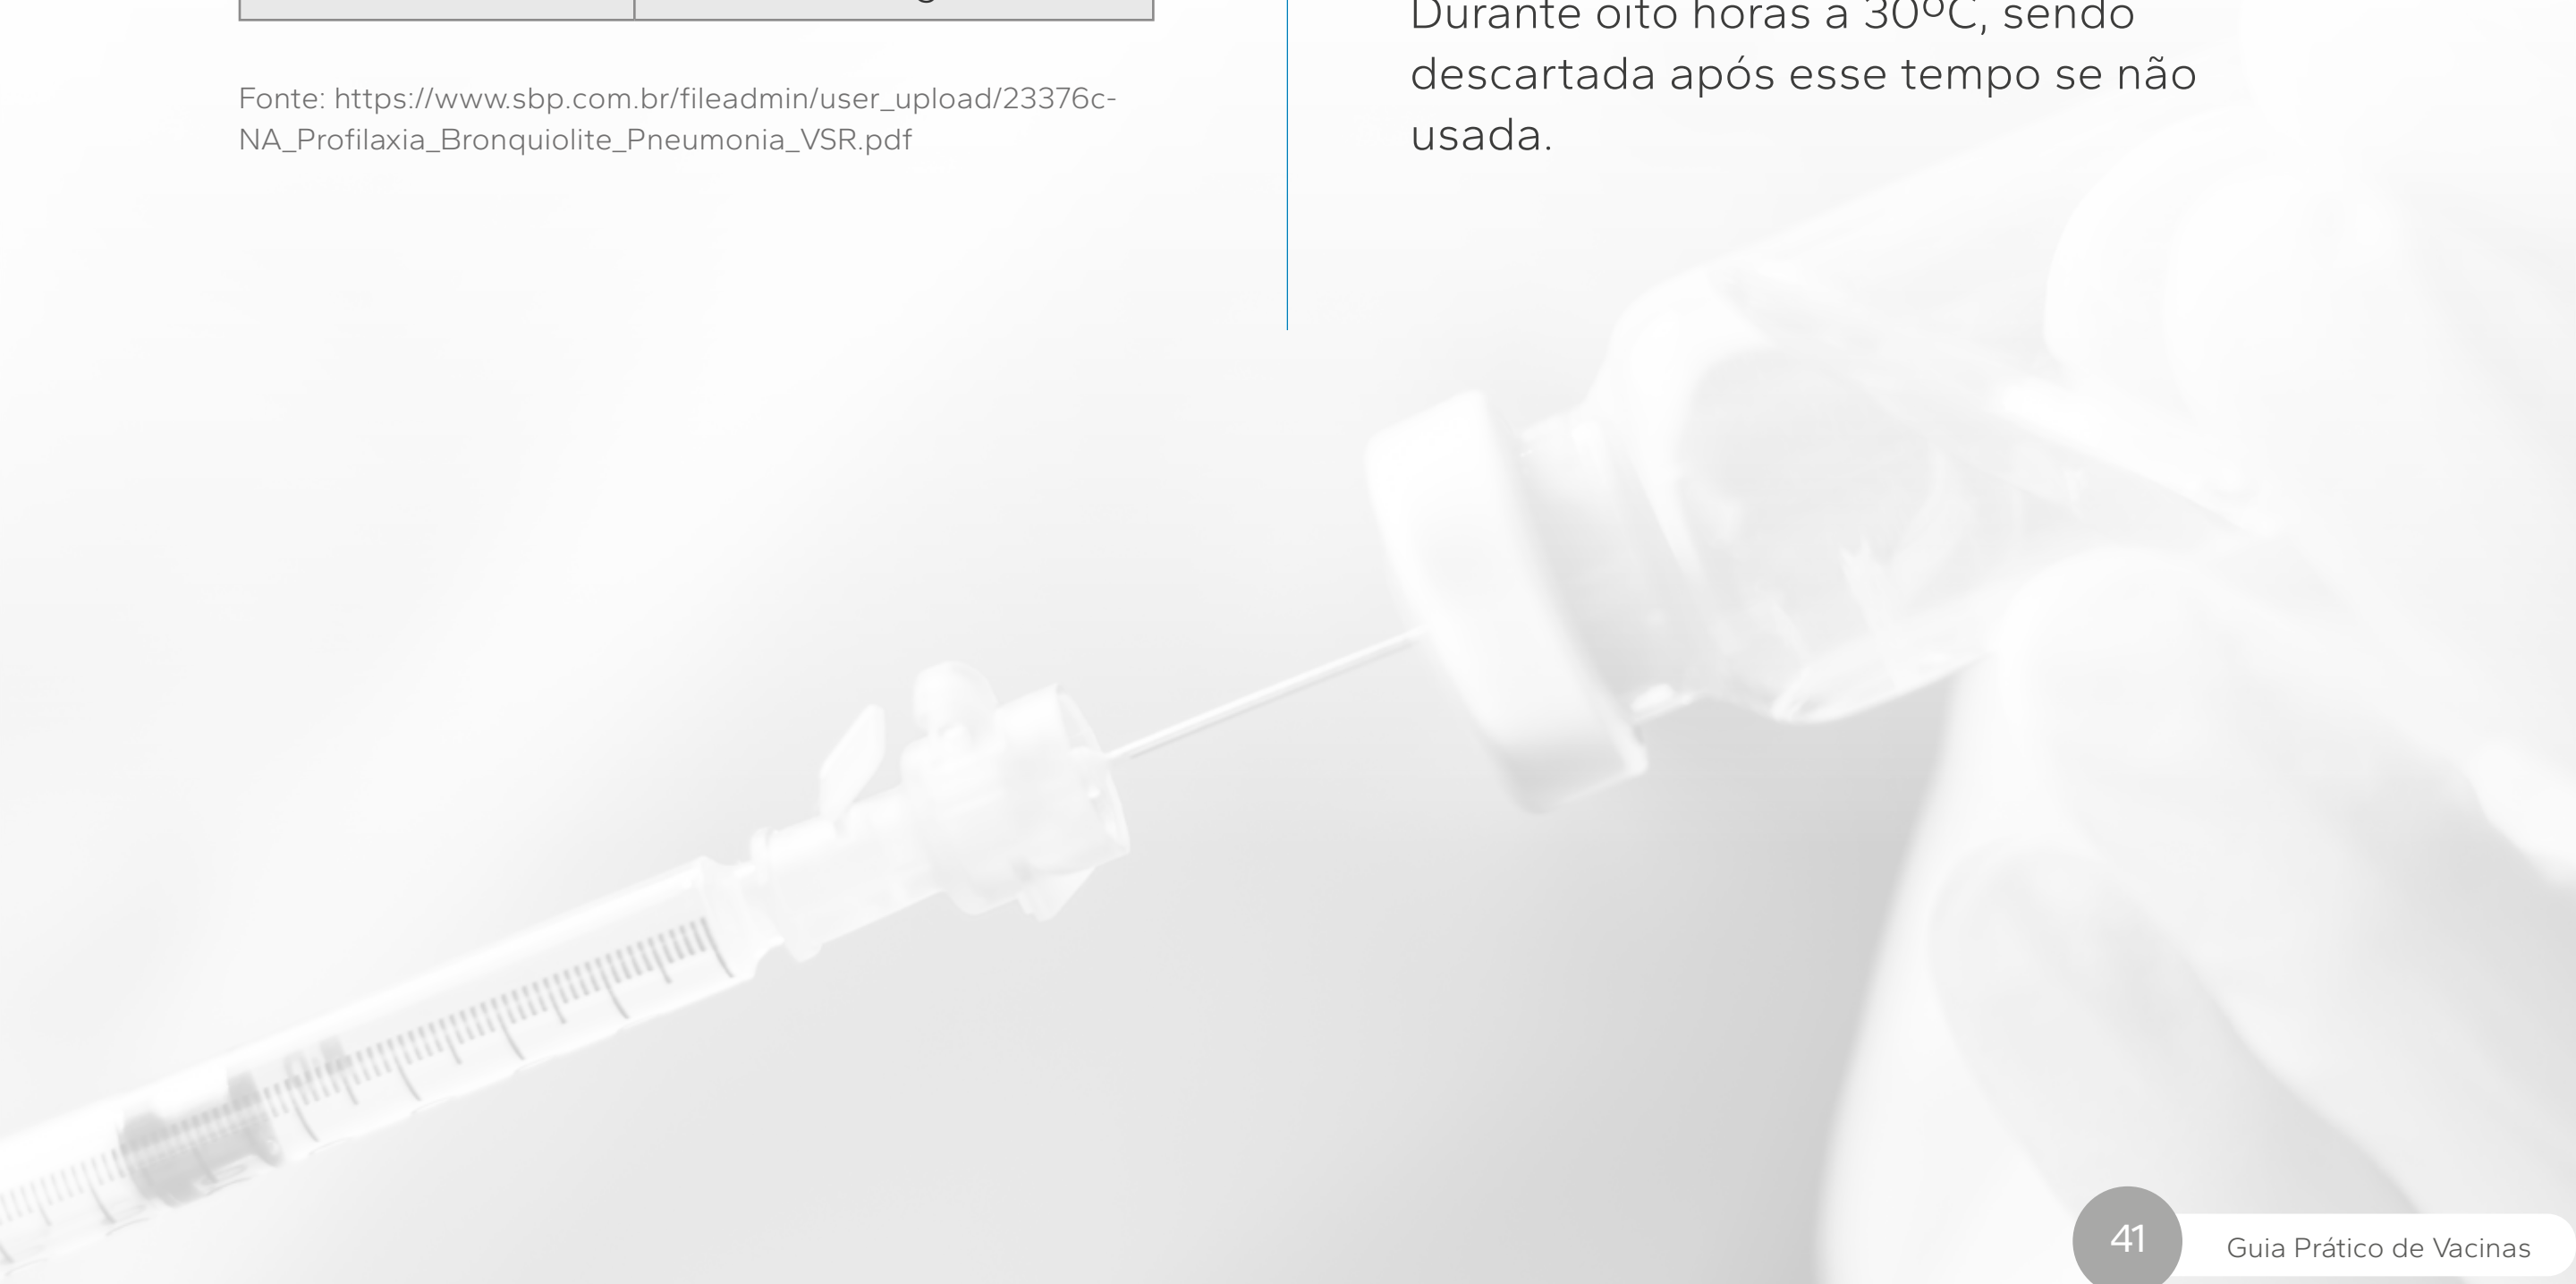 Fonte: https://www.sbp.com.br/fileadmin/user_upload/23376c-
NA_Profilaxia_Bronquiolite_Pneumonia_VSR.pdf
Durante oito horas a 30ºC, sendo
descartada após esse tempo se não
usada.
41
Guia Prático de Vacinas